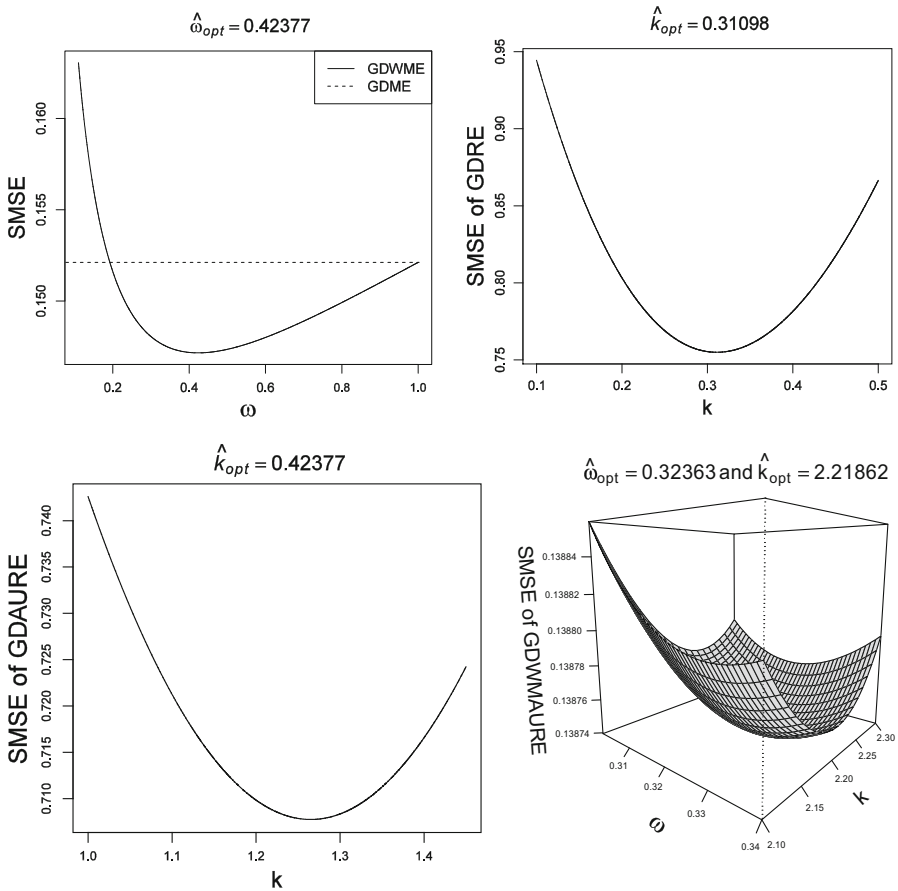 ω̂opt = 0.42377
GDWME
GDME
SMSE
0.150 0.155 0.160
0.2 0.4 0.6 0.8 1.0
ω
k̂opt = 0.31098
SMSE of GDRE
0.75 0.80 0.85 0.90 0.95
0.1 0.2 0.3 0.4 0.5
k
k̂opt = 0.42377
SMSE of GDAURE
0.710 0.715 0.720 0.725 0.730 0.735 0.740
1.0 1.1 1.2 1.3 1.4
k
ω̂opt = 0.32363 and k̂opt = 2.21862
SMSE of GDWMAURE
0.13884
0.13882
0.13880
0.13878
0.13876
0.13874
0.31 0.32 0.33 0.34
ω
2.10 2.15 2.20 2.25 2.30
k